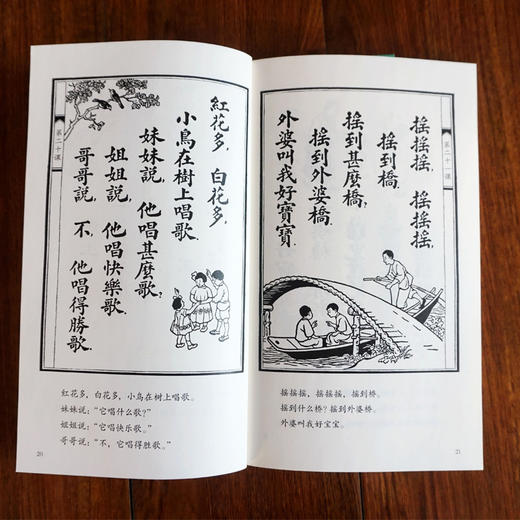 第二十课
紅花多，白花多，
小鳥在樹上唱歌．
妹妹說，他唱甚麼歌？
姐姐說，他唱快樂歌．
哥哥說，不，他唱得勝歌．
红花多，白花多，小鸟在树上唱歌。
妹妹说：“它唱什么歌？”
姐姐说：“它唱快乐歌。”
哥哥说：“不，它唱得胜歌。”
20
第二十一课
搖搖搖，搖搖搖，
搖到橋．
搖到甚麼橋，
搖到外婆橋．
外婆叫我好寶寶．
摇摇摇，摇摇摇，摇到桥。
摇到什么桥？摇到外婆桥。
外婆叫我好宝宝。
21